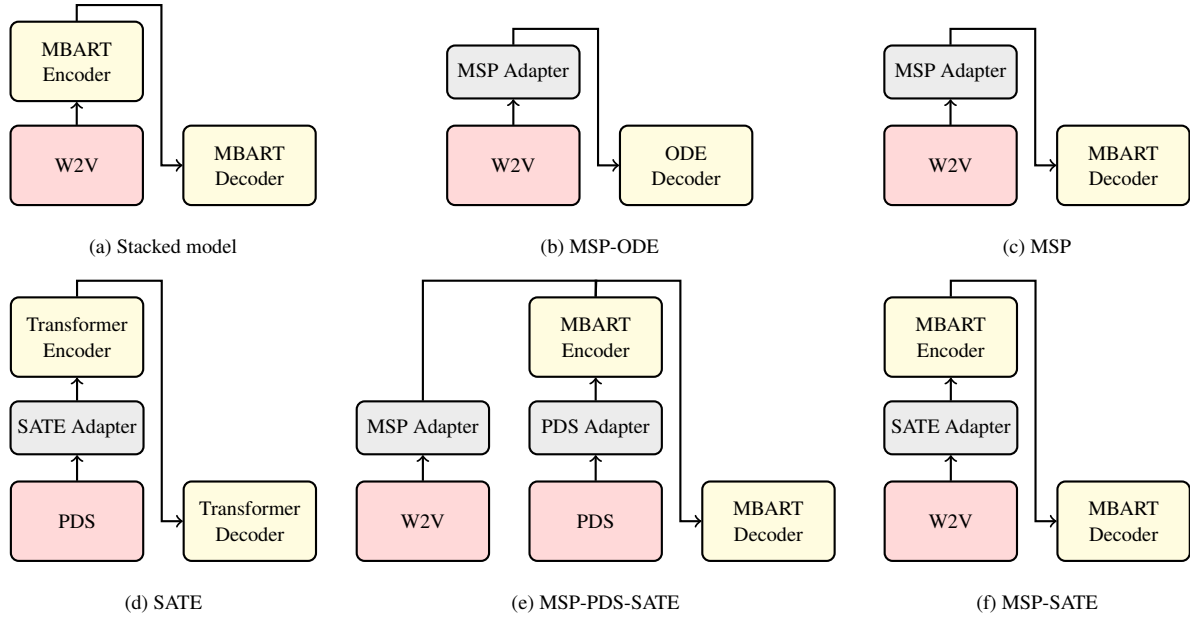 MBART
Encoder
W2V
MBART
Decoder
(a) Stacked model
MSP Adapter
W2V
ODE
Decoder
(b) MSP-ODE
MSP Adapter
W2V
MBART
Decoder
(c) MSP
Transformer
Encoder
SATE Adapter
PDS
Transformer
Decoder
(d) SATE
MSP Adapter
W2V
MBART
Encoder
PDS Adapter
PDS
MBART
Decoder
(e) MSP-PDS-SATE
MBART
Encoder
SATE Adapter
W2V
MBART
Decoder
(f) MSP-SATE